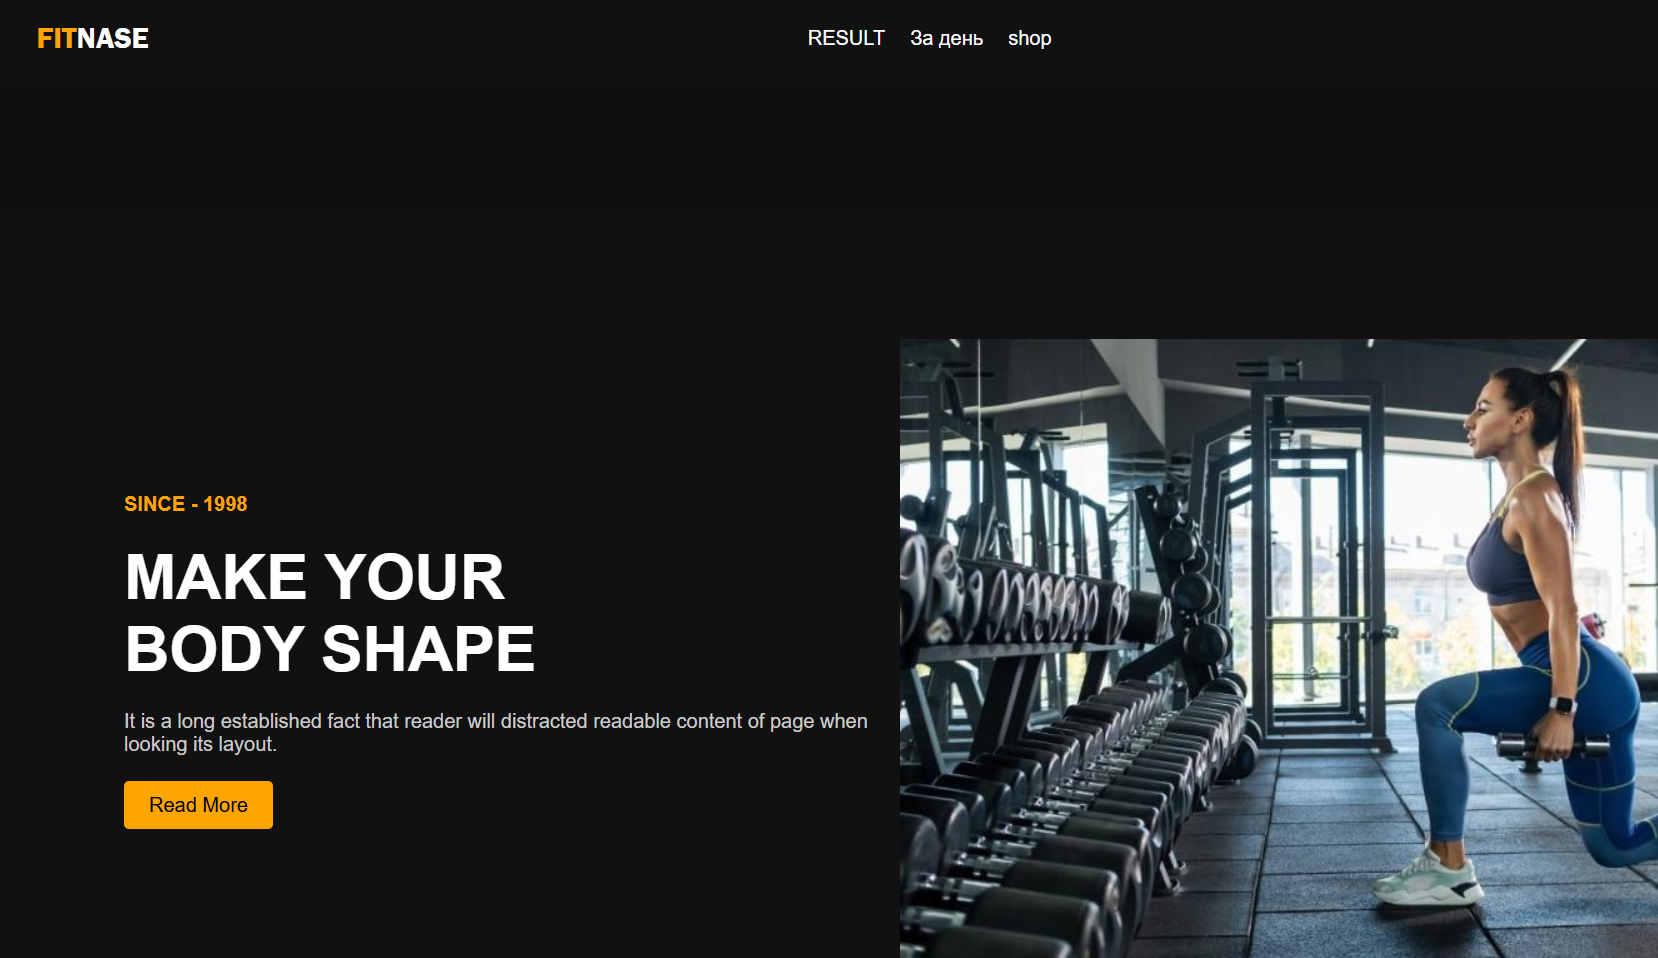 FITNASE
RESULT За день shop
SINCE - 1998
MAKE YOUR
BODY SHAPE
It is a long established fact that reader will distracted readable content of page when
looking its layout.
Read More